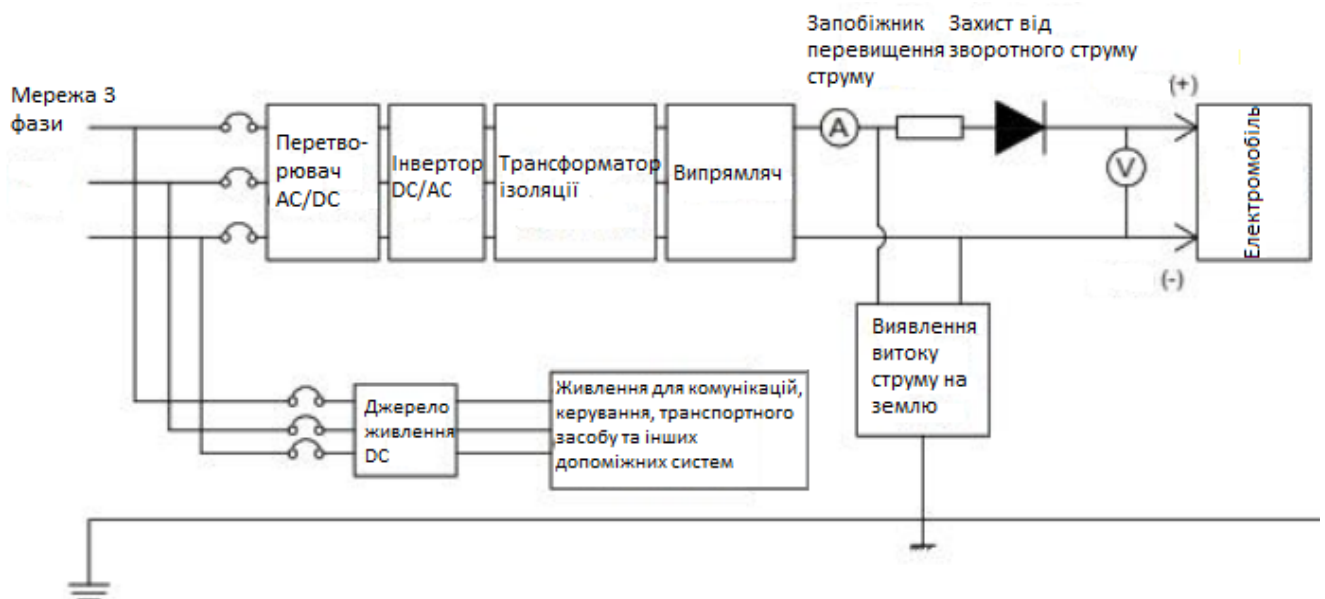 Запобіжник
перевищення
струму
Захист від
зворотного струму
Мережа 3
фази
(+)
Перетво-
рювач
AC/DC
Інвертор
DC/AC
Трансформатор
ізоляції
Випрямляч
A
V
Електромобіль
(-)
Виявлення
витоку
струму на
землю
Джерело
живлення
DC
Живлення для комунікацій,
керування, транспортного
засобу та інших
допоміжних систем